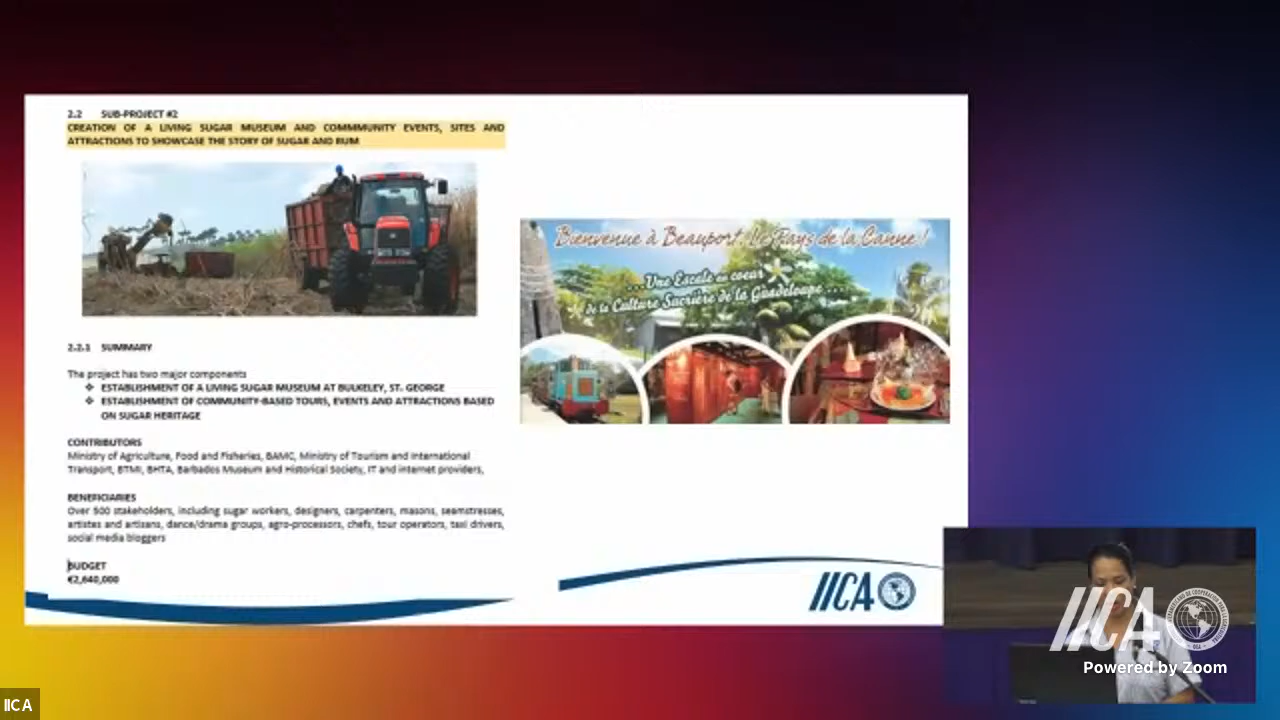 2.2 SUB-PROJECT #2
CREATION OF A LIVING SUGAR MUSEUM AND COMMMUNITY EVENTS, SITES AND
ATTRACTIONS TO SHOWCASE THE STORY OF SUGAR AND RUM
Bienvenue à Beauport, Le Pays de la Canne!
...Une Escale au coeur
de la Culture Sucrière de la Guadeloupe...
2.2.1 SUMMARY
The project has two major components
❖ ESTABLISHMENT OF A LIVING SUGAR MUSEUM AT BULKELEY, ST. GEORGE
❖ ESTABLISHMENT OF COMMUNITY-BASED TOURS, EVENTS AND ATTRACTIONS BASED
ON SUGAR HERITAGE
CONTRIBUTORS
Ministry of Agriculture, Food and Fisheries, BAMC, Ministry of Tourism and International
Transport, BTMI, BHTA, Barbados Museum and Historical Society, IT and internet providers,
BENEFICIARIES
Over 500 stakeholders, including sugar workers, designers, carpenters, masons, seamstresses,
artistes and artisans, dance/drama groups, agro-processors, chefs, tour operators, taxi drivers,
social media bloggers
BUDGET
€2,640,000
IICA
IICA
Powered by Zoom
IICA